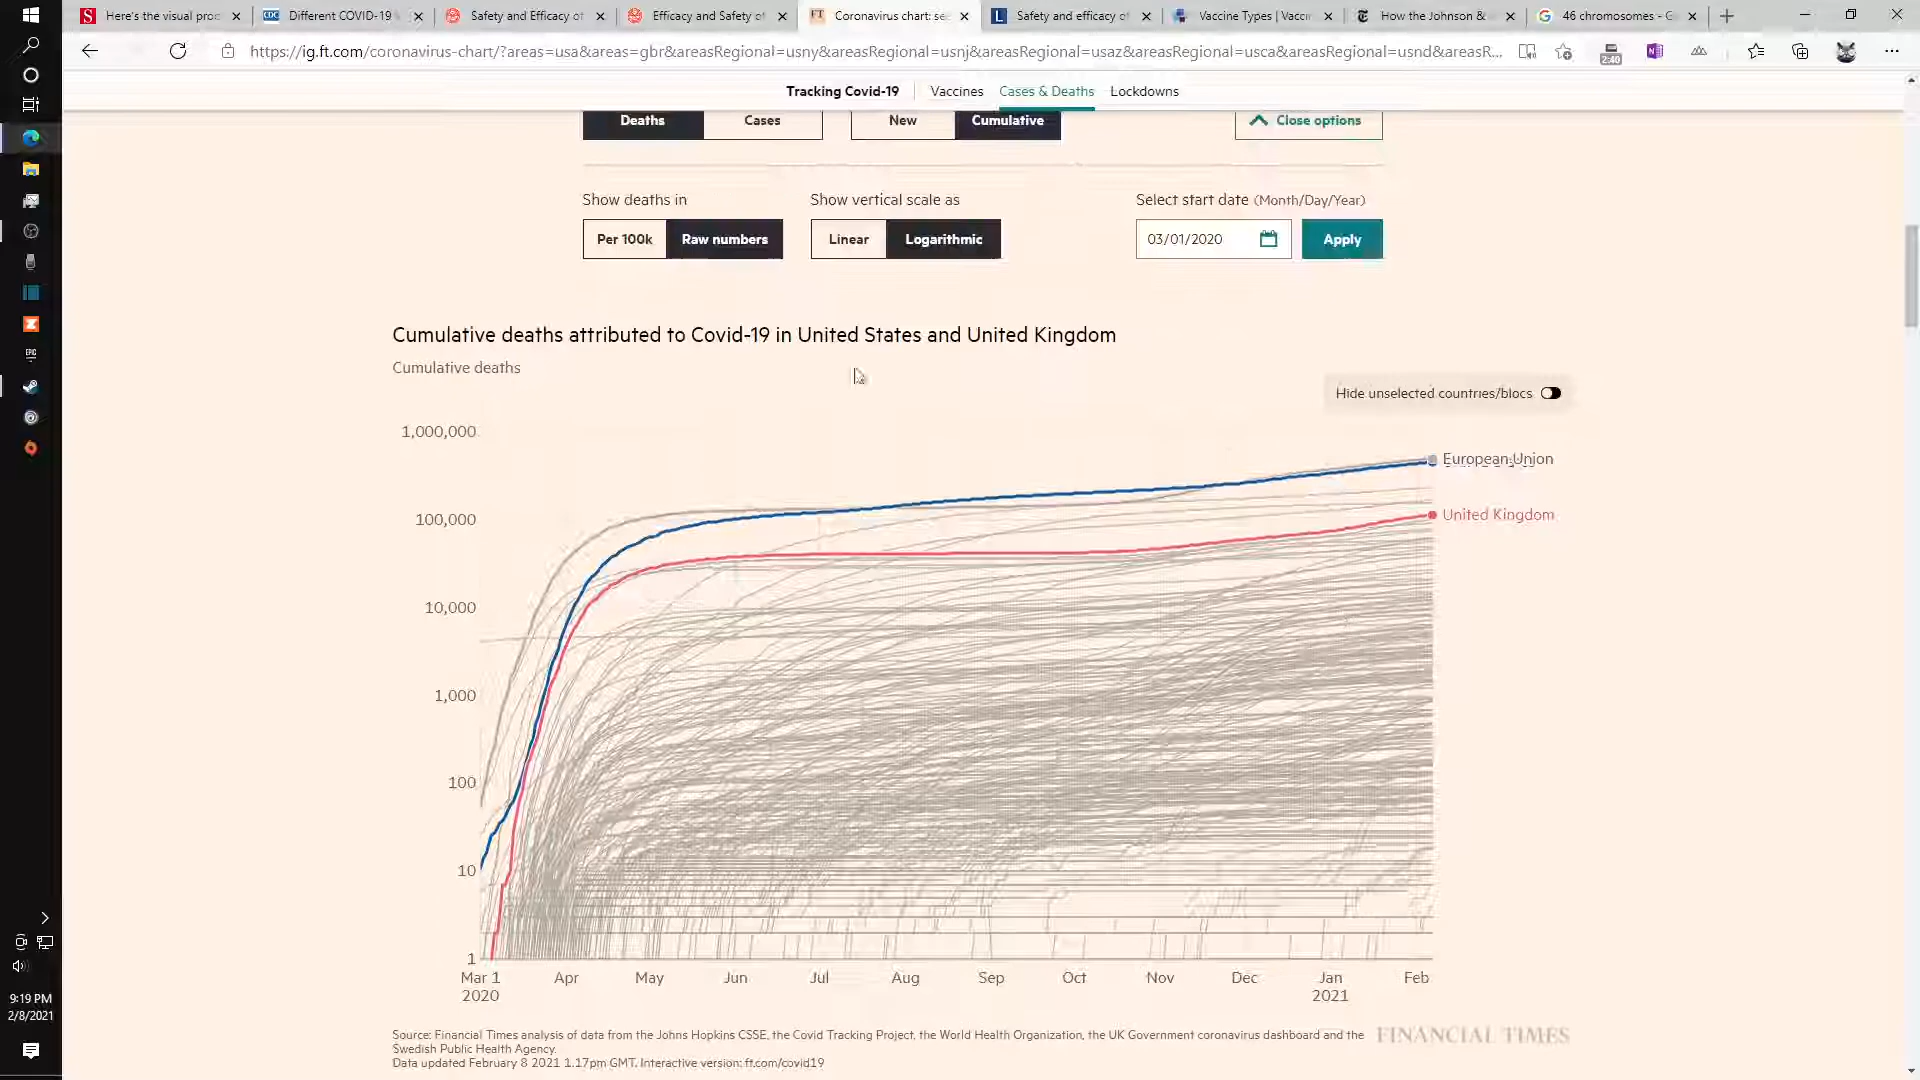 Here's the visual proc
Different COVID-19
Safety and Efficacy of
Efficacy and Safety of
Coronavirus chart: see
Safety and efficacy of
Vaccine Types | Vacci
How the Johnson &
46 chromosomes - G
https://ig.ft.com/coronavirus-chart/?areas=usa&areas=gbr&areasRegional=usny&areasRegional=usnj&areasRegional=usaz&areasRegional=usca&areasRegional=usnd&areasR...
2:40
Tracking Covid-19
Vaccines
Cases & Deaths
Lockdowns
Deaths
Cases
New
Cumulative
Close options
Show deaths in
Show vertical scale as
Select start date (Month/Day/Year)
Per 100k
Raw numbers
Linear
Logarithmic
03/01/2020
Apply
Cumulative deaths attributed to Covid-19 in United States and United Kingdom
Cumulative deaths
Hide unselected countries/blocs
1,000,000
European Union
100,000
United Kingdom
10,000
1,000
100
10
1
Mar 1 Apr May Jun Jul Aug Sep Oct Nov Dec Jan Feb
2020 2021
Source: Financial Times analysis of data from the Johns Hopkins CSSE, the Covid Tracking Project, the World Health Organization, the UK Government coronavirus dashboard and the
Swedish Public Health Agency.
Data updated February 8 2021 1.17pm GMT. Interactive version: ft.com/covid19
FINANCIAL TIMES
EPIC
9:19 PM
2/8/2021